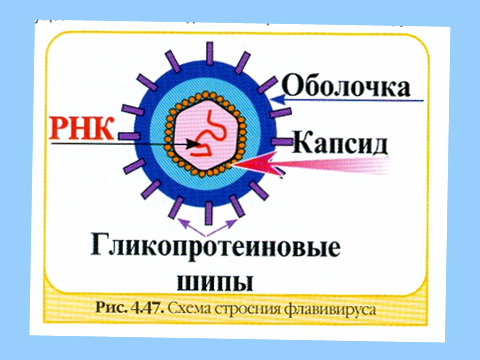 Оболочка
РНК
Капсид
Гликопротеиновые
шипы
Рис. 4.47. Схема строения флавивируса